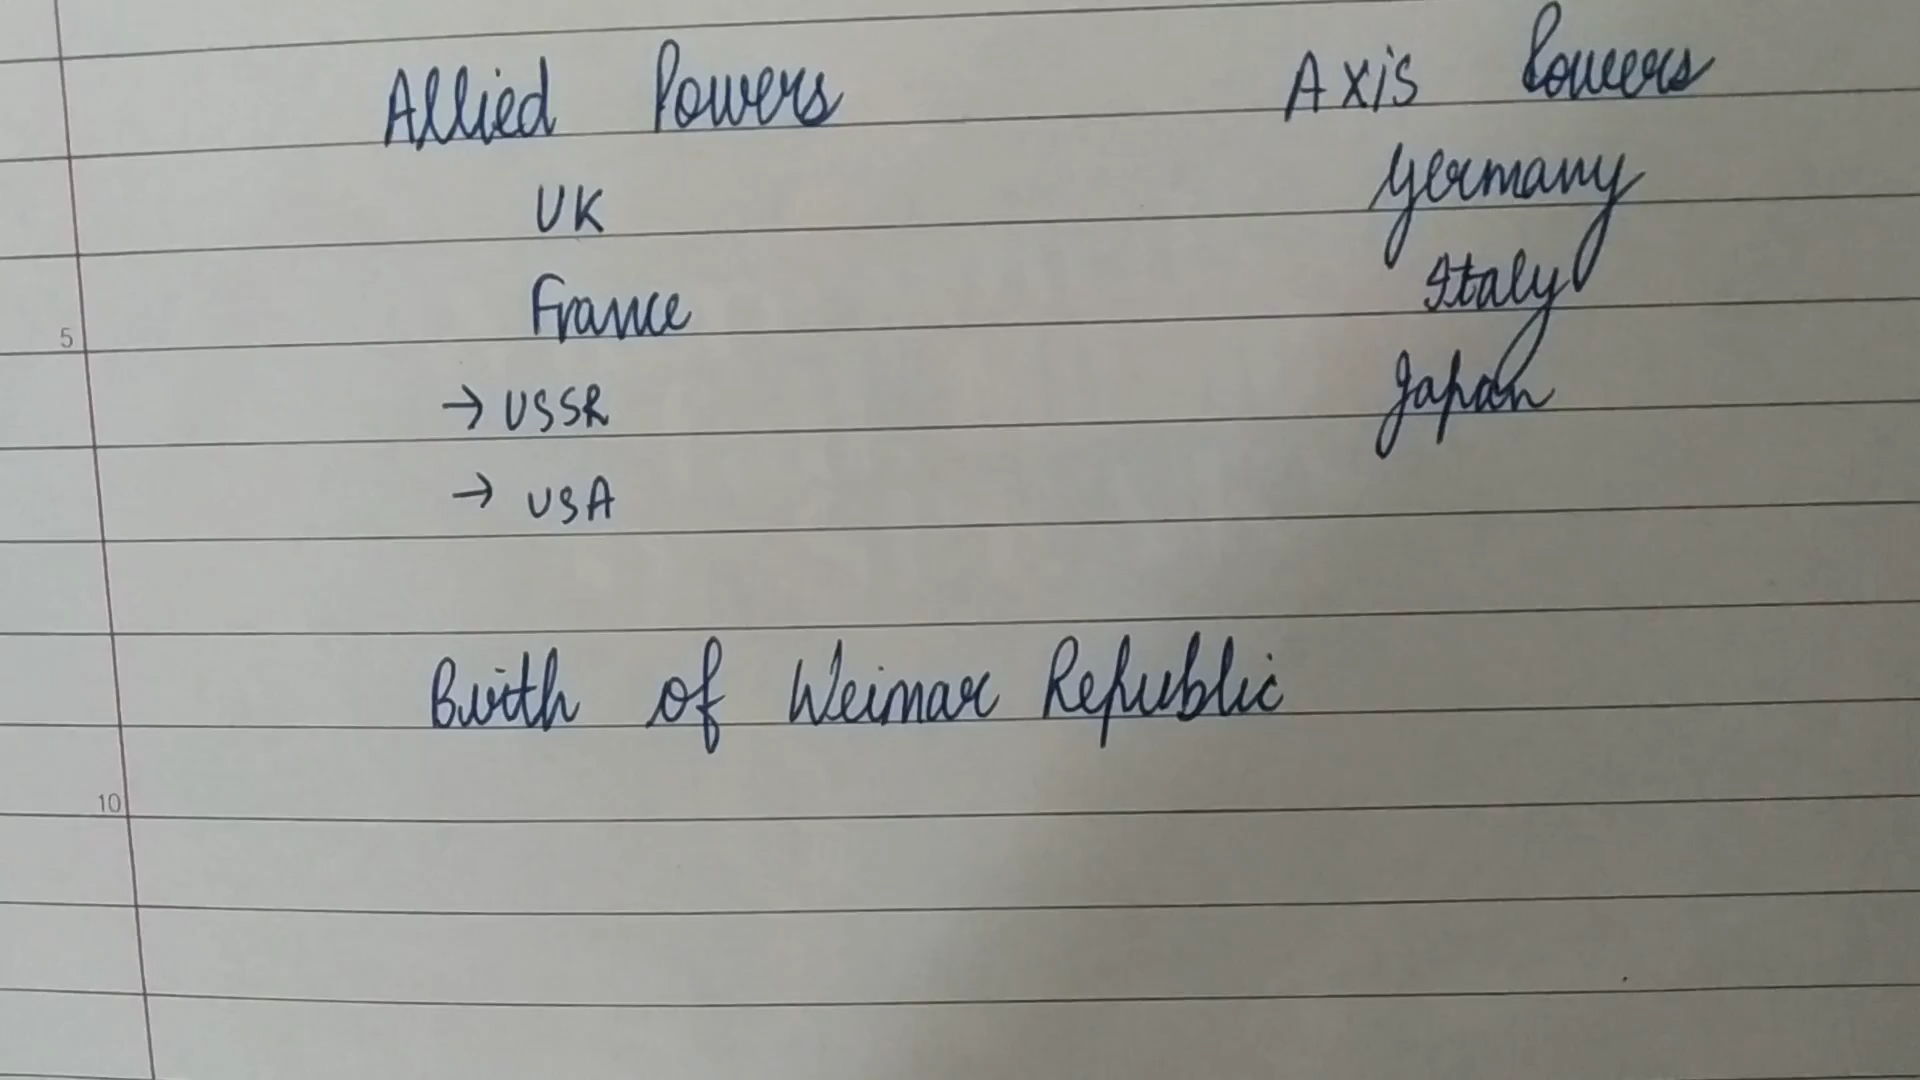 Allied Powers
UK
France
→ USSR
→ USA
Axis Powers
Germany
Italy
Japan
5
Birth of Weimar Republic
10